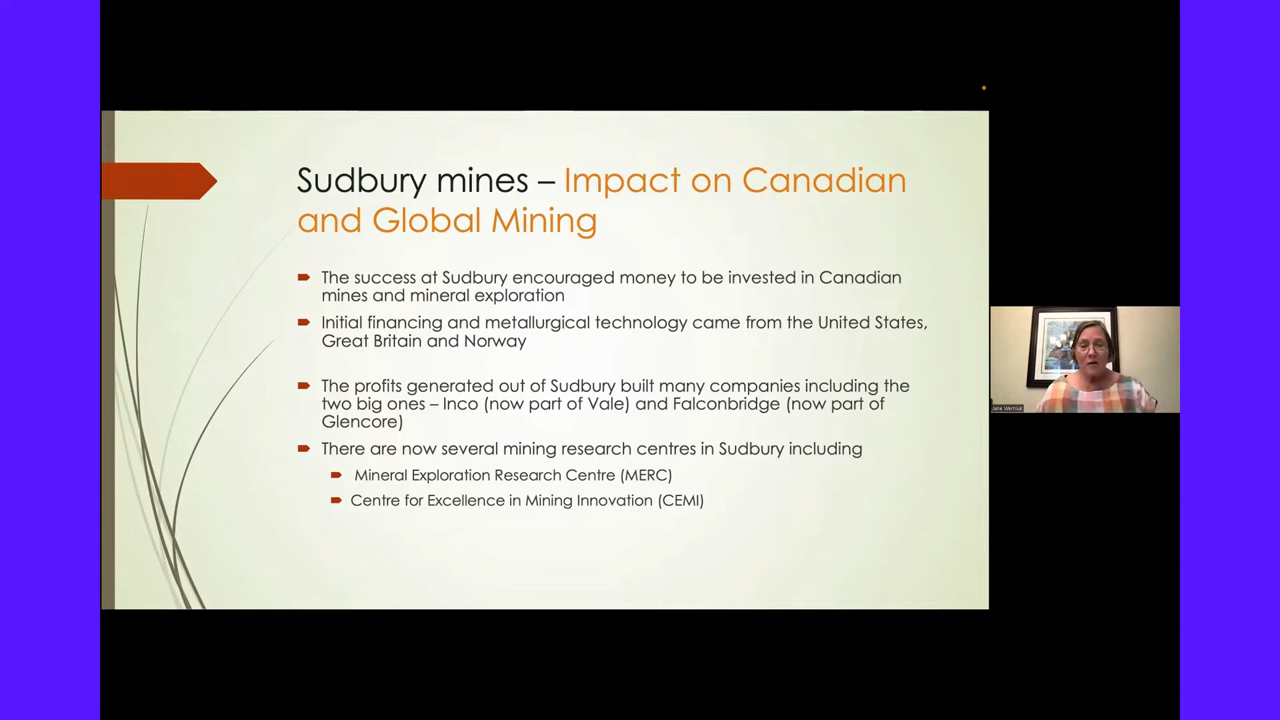 Sudbury mines – Impact on Canadian
and Global Mining
The success at Sudbury encouraged money to be invested in Canadian
mines and mineral exploration
Initial financing and metallurgical technology came from the United States,
Great Britain and Norway
The profits generated out of Sudbury built many companies including the
two big ones – Inco (now part of Vale) and Falconbridge (now part of
Glencore)
There are now several mining research centres in Sudbury including
Mineral Exploration Research Centre (MERC)
Centre for Excellence in Mining Innovation (CEMI)
Jane Werniuk